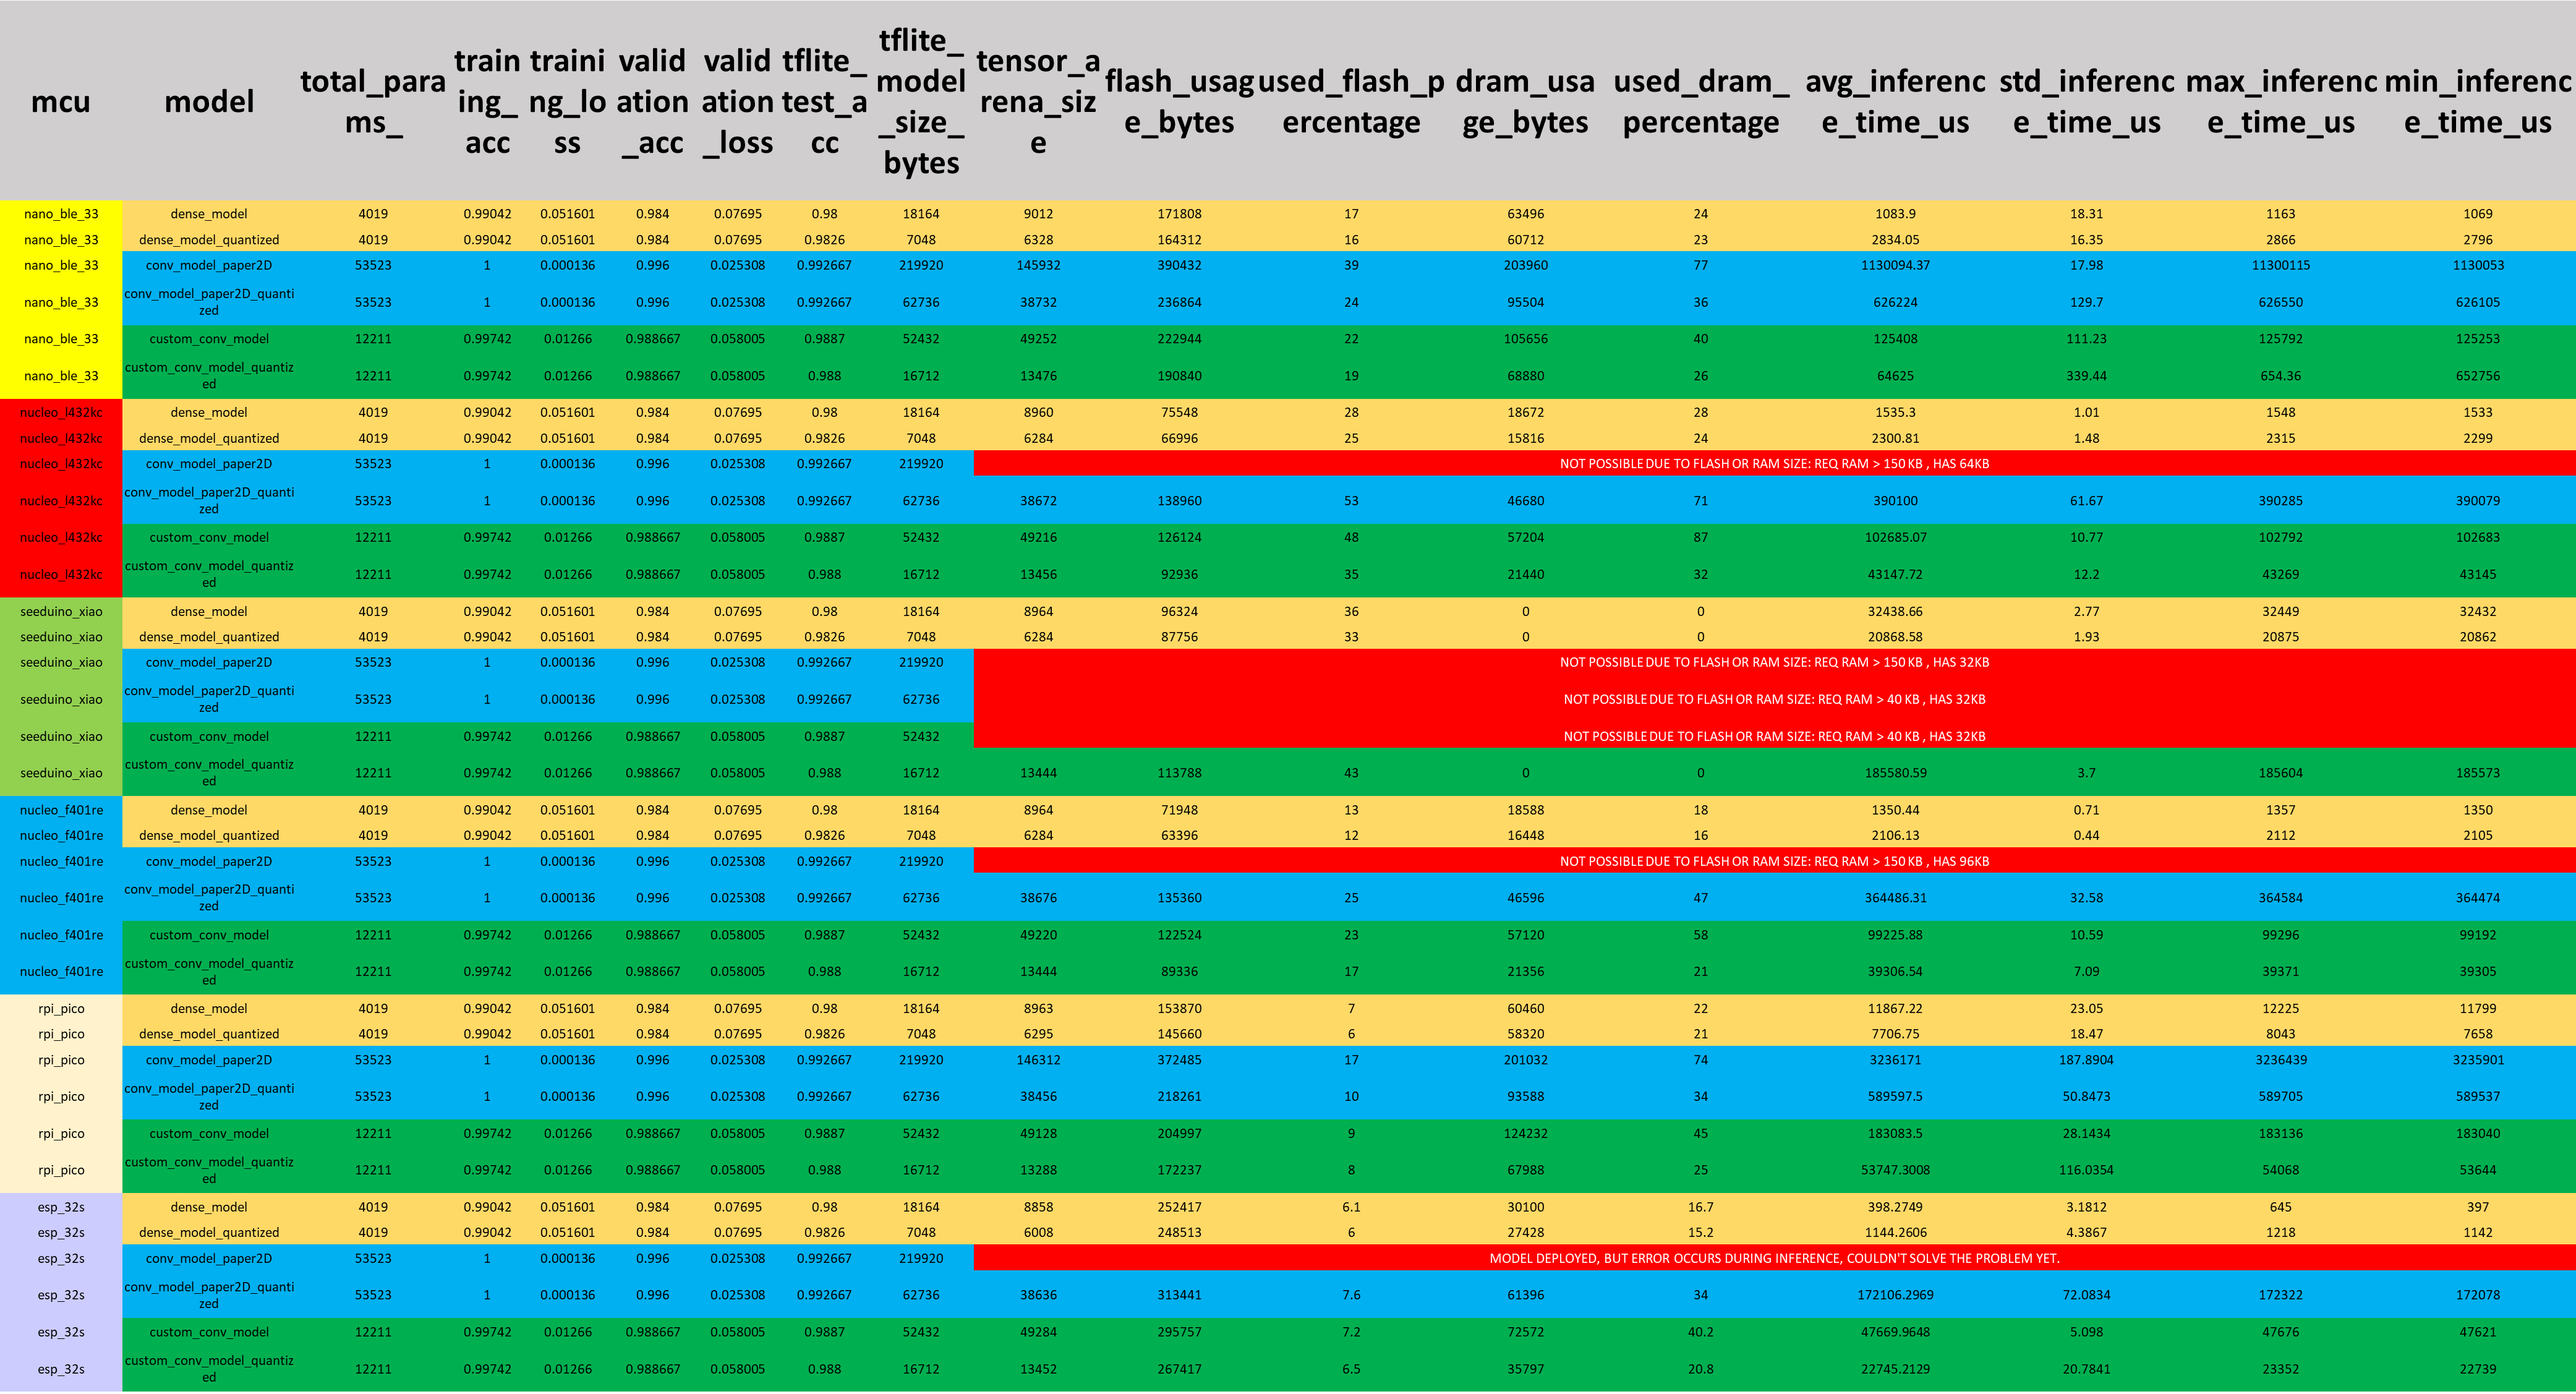 mcu model total_params_ training_acc training_loss validation_acc validation_loss tflite_test_acc tflite_model_size_bytes tensor_arena_size flash_usage_bytes used_flash_percentage dram_usage_bytes used_dram_percentage avg_inference_time_us std_inference_time_us max_inference_time_us min_inference_time_us
nano_ble_33 dense_model 4019 0.99042 0.051601 0.984 0.07695 0.98 18164 9012 171808 17 63496 24 1083.9 18.31 1163 1069
nano_ble_33 dense_model_quantized 4019 0.99042 0.051601 0.984 0.07695 0.9826 7048 6328 164312 16 60712 23 2834.05 16.35 2866 2796
nano_ble_33 conv_model_paper2D 53523 1 0.000136 0.996 0.025308 0.992667 219920 145932 390432 39 203960 77 1130094.37 17.98 11300115 1130053
nano_ble_33 conv_model_paper2D_quantized 53523 1 0.000136 0.996 0.025308 0.992667 62736 38732 236864 24 95504 36 626224 129.7 626550 626105
nano_ble_33 custom_conv_model 12211 0.99742 0.01266 0.988667 0.058005 0.9887 52432 49252 222944 22 105656 40 125408 111.23 125792 125253
nano_ble_33 custom_conv_model_quantized 12211 0.99742 0.01266 0.988667 0.058005 0.988 16712 13476 190840 19 68880 26 64625 339.44 654.36 652756
nucleo_l432kc dense_model 4019 0.99042 0.051601 0.984 0.07695 0.98 18164 8960 75548 28 18672 28 1535.3 1.01 1548 1533
nucleo_l432kc dense_model_quantized 4019 0.99042 0.051601 0.984 0.07695 0.9826 7048 6284 66996 25 15816 24 2300.81 1.48 2315 2299
nucleo_l432kc conv_model_paper2D 53523 1 0.000136 0.996 0.025308 0.992667 219920 NOT POSSIBLE DUE TO FLASH OR RAM SIZE: REQ RAM > 150 KB , HAS 64KB
nucleo_l432kc conv_model_paper2D_quantized 53523 1 0.000136 0.996 0.025308 0.992667 62736 38672 138960 53 46680 71 390100 61.67 390285 390079
nucleo_l432kc custom_conv_model 12211 0.99742 0.01266 0.988667 0.058005 0.9887 52432 49216 126124 48 57204 87 102685.07 10.77 102792 102683
nucleo_l432kc custom_conv_model_quantized 12211 0.99742 0.01266 0.988667 0.058005 0.988 16712 13456 92936 35 21440 32 43147.72 12.2 43269 43145
seeduino_xiao dense_model 4019 0.99042 0.051601 0.984 0.07695 0.98 18164 8964 96324 36 0 0 32438.66 2.77 32449 32432
seeduino_xiao dense_model_quantized 4019 0.99042 0.051601 0.984 0.07695 0.9826 7048 6284 87756 33 0 0 20868.58 1.93 20875 20862
seeduino_xiao conv_model_paper2D 53523 1 0.000136 0.996 0.025308 0.992667 219920 NOT POSSIBLE DUE TO FLASH OR RAM SIZE: REQ RAM > 150 KB , HAS 32KB
seeduino_xiao conv_model_paper2D_quantized 53523 1 0.000136 0.996 0.025308 0.992667 62736 NOT POSSIBLE DUE TO FLASH OR RAM SIZE: REQ RAM > 40 KB , HAS 32KB
seeduino_xiao custom_conv_model 12211 0.99742 0.01266 0.988667 0.058005 0.9887 52432 NOT POSSIBLE DUE TO FLASH OR RAM SIZE: REQ RAM > 40 KB , HAS 32KB
seeduino_xiao custom_conv_model_quantized 12211 0.99742 0.01266 0.988667 0.058005 0.988 16712 13444 113788 43 0 0 185580.59 3.7 185604 185573
nucleo_f401re dense_model 4019 0.99042 0.051601 0.984 0.07695 0.98 18164 8964 71948 13 18588 18 1350.44 0.71 1357 1350
nucleo_f401re dense_model_quantized 4019 0.99042 0.051601 0.984 0.07695 0.9826 7048 6284 63396 12 16448 16 2106.13 0.44 2112 2105
nucleo_f401re conv_model_paper2D 53523 1 0.000136 0.996 0.025308 0.992667 219920 NOT POSSIBLE DUE TO FLASH OR RAM SIZE: REQ RAM > 150 KB , HAS 96KB
nucleo_f401re conv_model_paper2D_quantized 53523 1 0.000136 0.996 0.025308 0.992667 62736 38676 135360 25 46596 47 364486.31 32.58 364584 364474
nucleo_f401re custom_conv_model 12211 0.99742 0.01266 0.988667 0.058005 0.9887 52432 49220 122524 23 57120 58 99225.88 10.59 99296 99192
nucleo_f401re custom_conv_model_quantized 12211 0.99742 0.01266 0.988667 0.058005 0.988 16712 13444 89336 17 21356 21 39306.54 7.09 39371 39305
rpi_pico dense_model 4019 0.99042 0.051601 0.984 0.07695 0.98 18164 8963 153870 7 60460 22 11867.22 23.05 12225 11799
rpi_pico dense_model_quantized 4019 0.99042 0.051601 0.984 0.07695 0.9826 7048 6295 145660 6 58320 21 7706.75 18.47 8043 7658
rpi_pico conv_model_paper2D 53523 1 0.000136 0.996 0.025308 0.992667 219920 146312 372485 17 201032 74 3236171 187.8904 3236439 3235901
rpi_pico conv_model_paper2D_quantized 53523 1 0.000136 0.996 0.025308 0.992667 62736 38456 218261 10 93588 34 589597.5 50.8473 589705 589537
rpi_pico custom_conv_model 12211 0.99742 0.01266 0.988667 0.058005 0.9887 52432 49128 204997 9 124232 45 183083.5 28.1434 183136 183040
rpi_pico custom_conv_model_quantized 12211 0.99742 0.01266 0.988667 0.058005 0.988 16712 13288 172237 8 67988 25 53747.3008 116.0354 54068 53644
esp_32s dense_model 4019 0.99042 0.051601 0.984 0.07695 0.98 18164 8858 252417 6.1 30100 16.7 398.2749 3.1812 645 397
esp_32s dense_model_quantized 4019 0.99042 0.051601 0.984 0.07695 0.9826 7048 6008 248513 6 27428 15.2 1144.2606 4.3867 1218 1142
esp_32s conv_model_paper2D 53523 1 0.000136 0.996 0.025308 0.992667 219920 MODEL DEPLOYED, BUT ERROR OCCURS DURING INFERENCE, COULDN'T SOLVE THE PROBLEM YET.
esp_32s conv_model_paper2D_quantized 53523 1 0.000136 0.996 0.025308 0.992667 62736 38636 313441 7.6 61396 34 172106.2969 72.0834 172322 172078
esp_32s custom_conv_model 12211 0.99742 0.01266 0.988667 0.058005 0.9887 52432 49284 295757 7.2 72572 40.2 47669.9648 5.098 47676 47621
esp_32s custom_conv_model_quantized 12211 0.99742 0.01266 0.988667 0.058005 0.988 16712 13452 267417 6.5 35797 20.8 22745.2129 20.7841 23352 22739